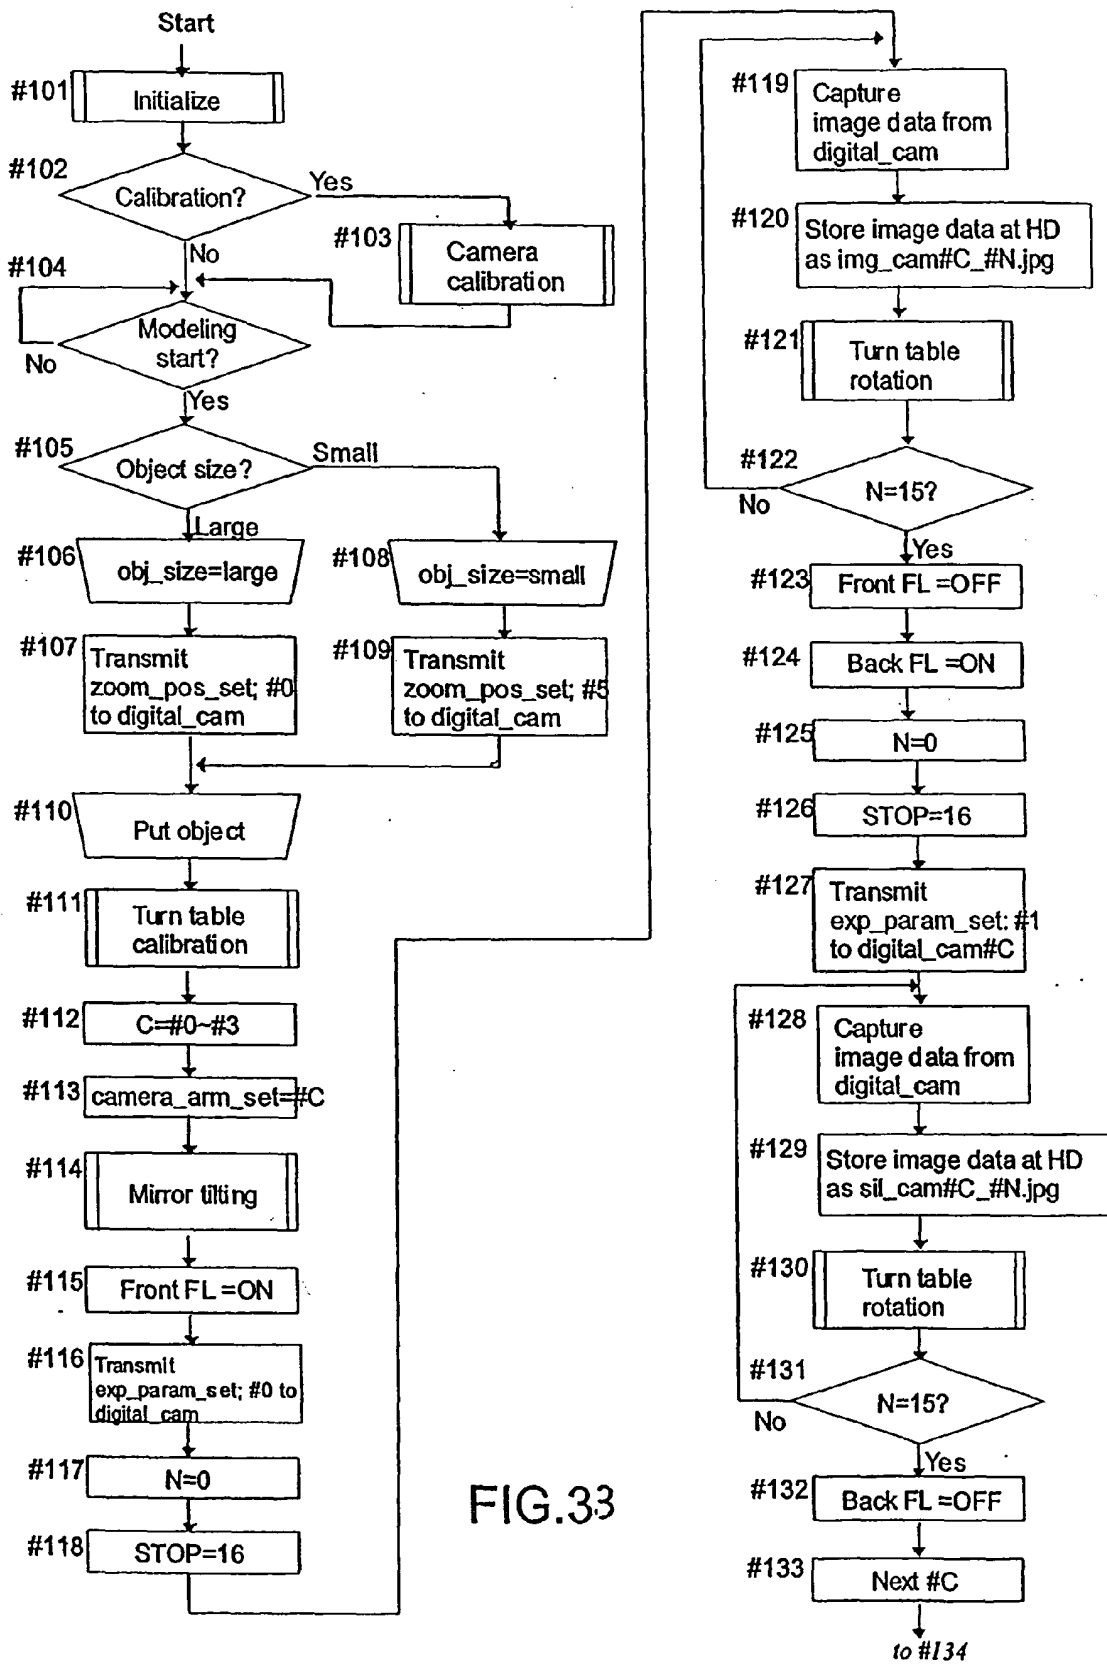 Start
#101
Initialize
#102
Calibration?
Yes
No
#103
Camera
calibration
#104
Modeling
start?
No
Yes
#105
Object size?
Small
Large
#106
obj_size=large
#107
Transmit
zoom_pos_set; #0
to digital_cam
#108
obj_size=small
#109
Transmit
zoom_pos_set; #5
to digital_cam
#110
Put object
#111
Turn table
calibration
#112
C=#0~#3
#113
camera_arm_set=#C
#114
Mirror tilting
#115
Front FL =ON
#116
Transmit
exp_param_set; #0 to
digital_cam
#117
N=0
#118
STOP=16
#119
Capture
image data from
digital_cam
#120
Store image data at HD
as img_cam#C_#N.jpg
#121
Turn table
rotation
#122
N=15?
No
Yes
#123
Front FL =OFF
#124
Back FL =ON
#125
N=0
#126
STOP=16
#127
Transmit
exp_param_set: #1
to digital_cam#C
#128
Capture
image data from
digital_cam
#129
Store image data at HD
as sil_cam#C_#N.jpg
#130
Turn table
rotation
#131
N=15?
No
Yes
#132
Back FL =OFF
#133
Next #C
to #134
FIG.33